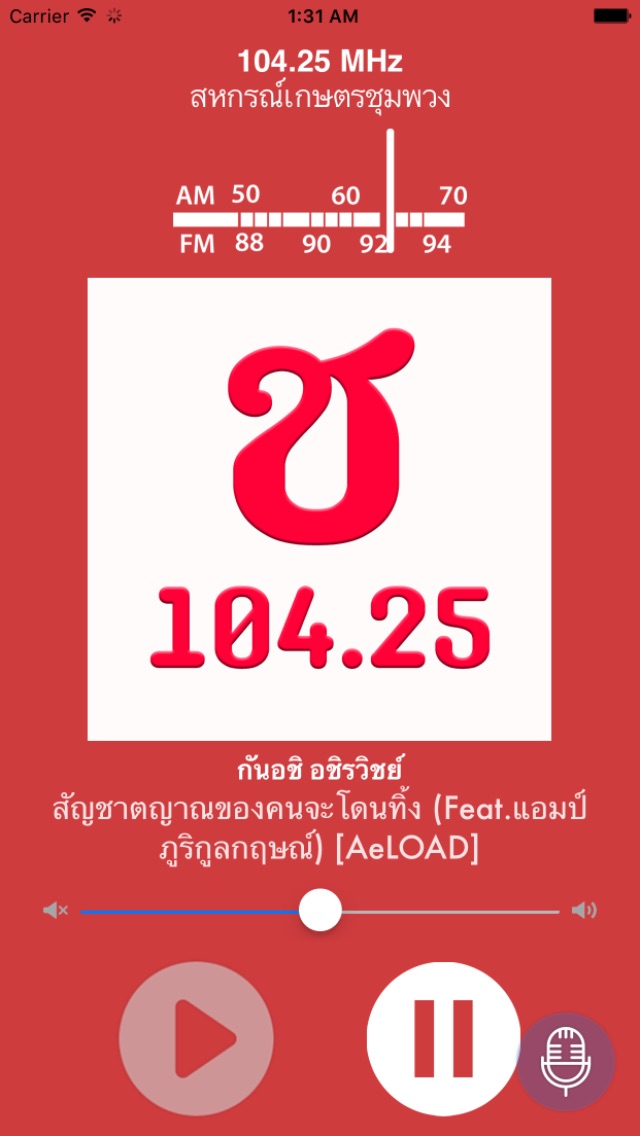 Carrier 1:31 AM
104.25 MHz
สหกรณ์เกษตรชุมพวง
AM 50 60 70
FM 88 90 92 94
ช
104.25
กันอชิ อชิรวิชย์
สัญชาตญาณของคนจะโดนทิ้ง (Feat.แอมป์
ภูริกูลกฤษณ์) [AeLOAD]